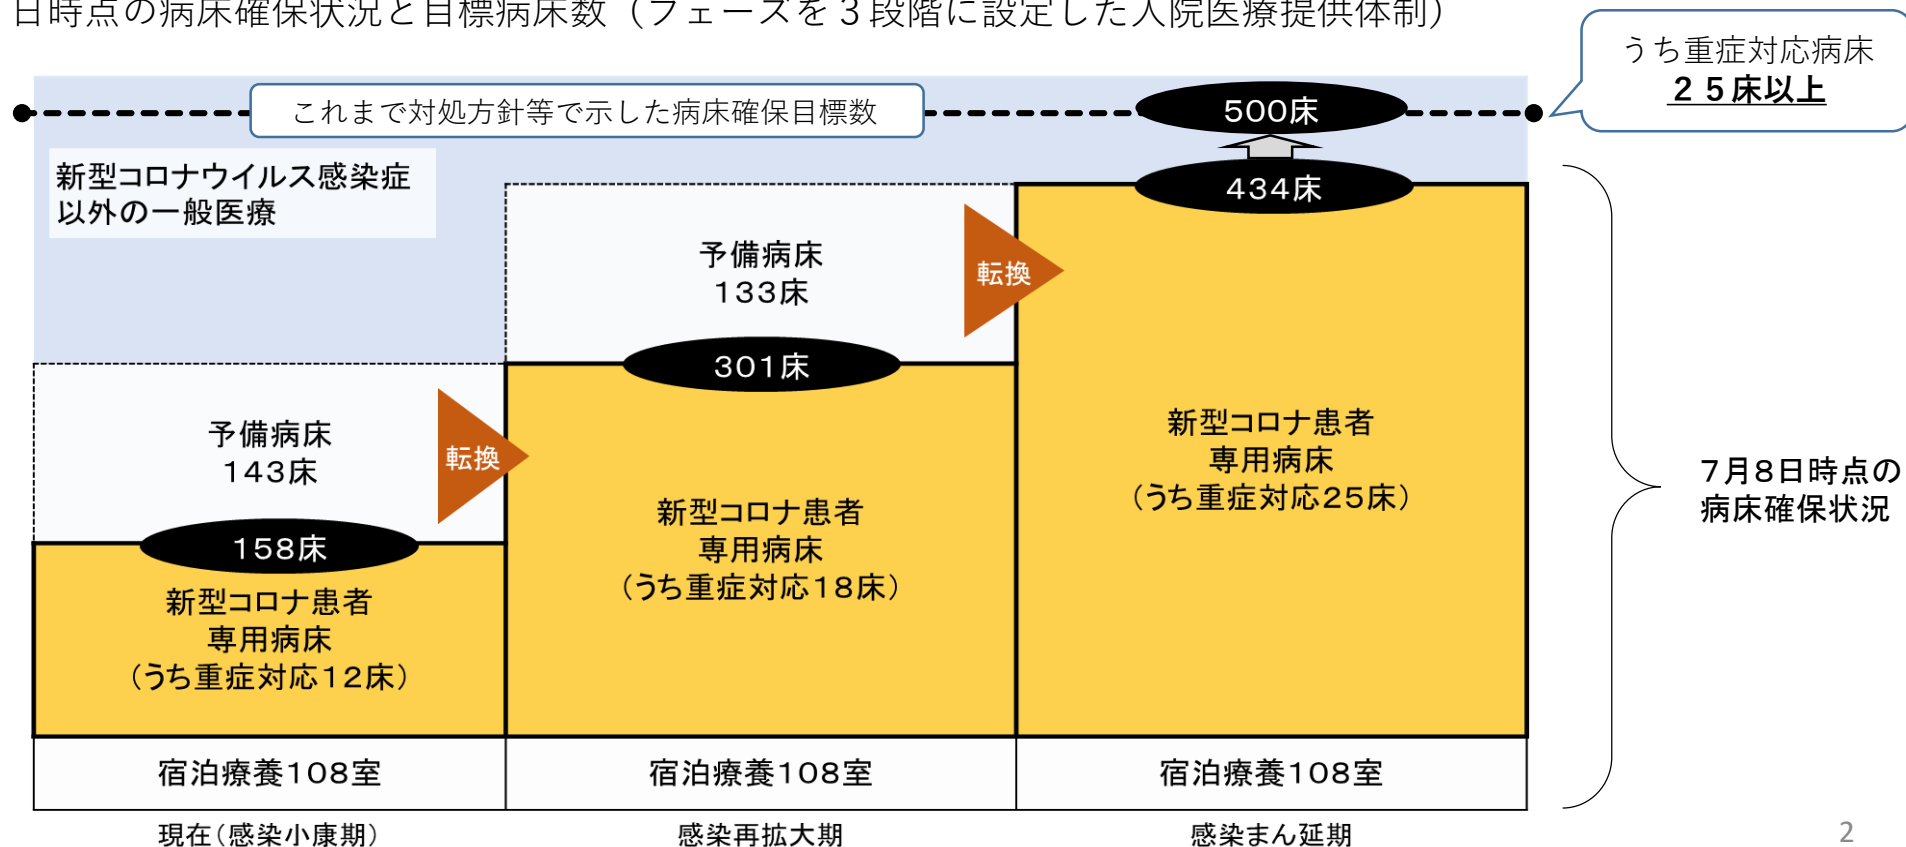 日時点の病床確保状況と目標病床数（フェーズを３段階に設定した入院医療提供体制）
うち重症対応病床
２５床以上
これまで対処方針等で示した病床確保目標数
500床
434床
新型コロナウイルス感染症
以外の一般医療
予備病床
133床
転換
301床
予備病床
143床
転換
新型コロナ患者
専用病床
（うち重症対応25床）
7月8日時点の
病床確保状況
新型コロナ患者
専用病床
（うち重症対応18床）
158床
新型コロナ患者
専用病床
（うち重症対応12床）
宿泊療養108室
宿泊療養108室
宿泊療養108室
現在（感染小康期）
感染再拡大期
感染まん延期
2